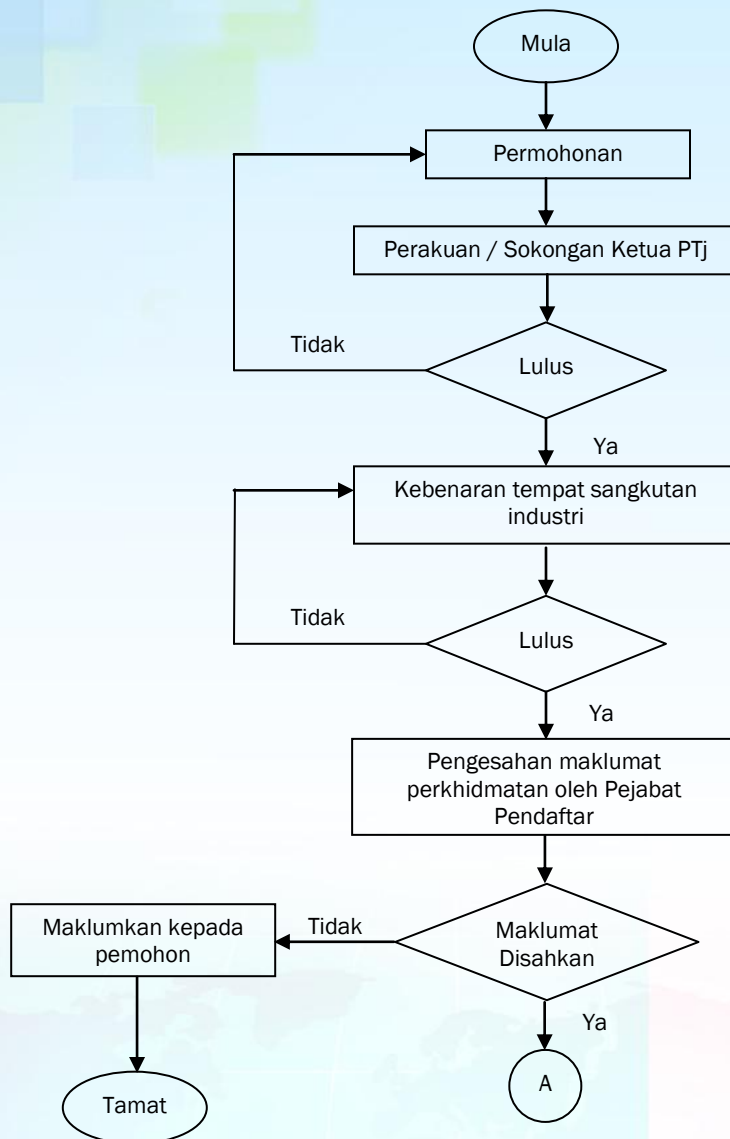 Mula
Permohonan
Perakuan / Sokongan Ketua PTj
Tidak
Lulus
Ya
Kebenaran tempat sangkutan
industri
Tidak
Lulus
Ya
Pengesahan maklumat
perkhidmatan oleh Pejabat
Pendaftar
Maklumkan kepada
pemohon
Tidak
Maklumat
Disahkan
Ya
A
Tamat